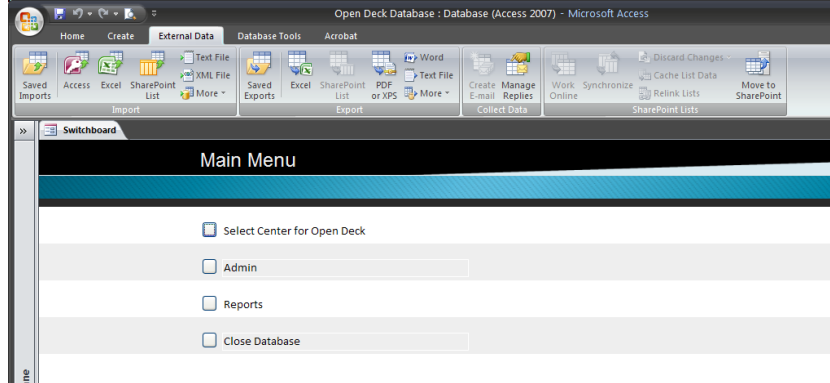 Open Deck Database : Database (Access 2007) - Microsoft Access
Home Create External Data Database Tools Acrobat
Saved Imports
Access
Excel
SharePoint List
Text File
XML File
More
Import
Saved Exports
Excel
SharePoint List
PDF or XPS
Word
Text File
More
Export
Create E-mail
Manage Replies
Collect Data
Work Online
Synchronize
Discard Changes
Cache List Data
Relink Lists
Move to SharePoint
SharePoint Lists
» Switchboard
Main Menu
Select Center for Open Deck
Admin
Reports
Close Database